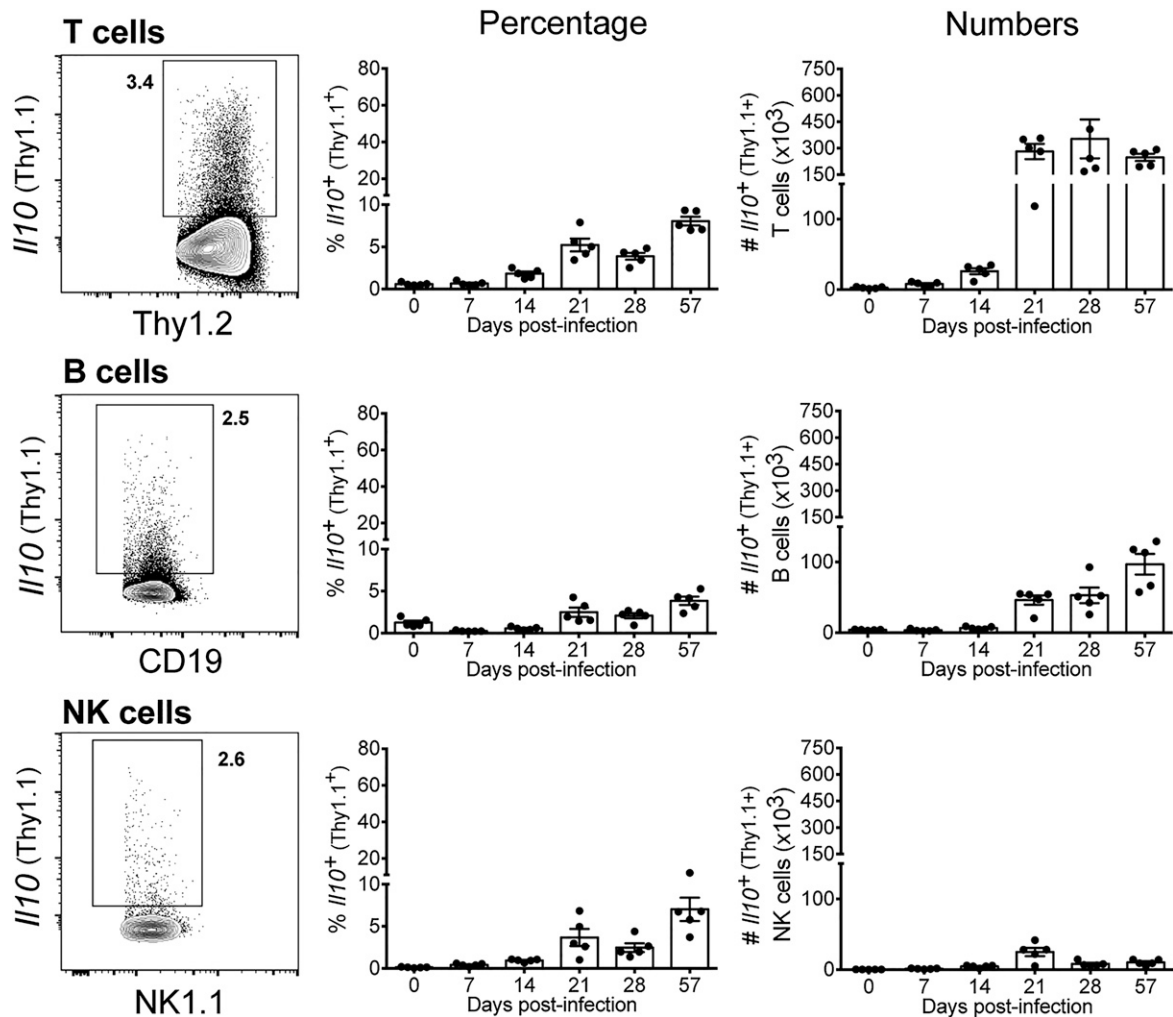 Percentage
Numbers
T cells
Il10 (Thy1.1)
3.4
Thy1.2
% Il10+ (Thy1.1+)
80
60
40
20
10
5
0
0 7 14 21 28 57
Days post-infection
# Il10+ (Thy1.1+)
T cells (x10³)
750
600
450
300
150
100
0
0 7 14 21 28 57
Days post-infection
B cells
Il10 (Thy1.1)
2.5
CD19
% Il10+ (Thy1.1+)
80
60
40
20
10
5
0
0 7 14 21 28 57
Days post-infection
# Il10+ (Thy1.1+)
B cells (x10³)
750
600
450
300
150
100
0
0 7 14 21 28 57
Days post-infection
NK cells
Il10 (Thy1.1)
2.6
NK1.1
% Il10+ (Thy1.1+)
80
60
40
20
10
5
0
0 7 14 21 28 57
Days post-infection
# Il10+ (Thy1.1+)
NK cells (x10³)
750
600
450
300
150
100
0
0 7 14 21 28 57
Days post-infection